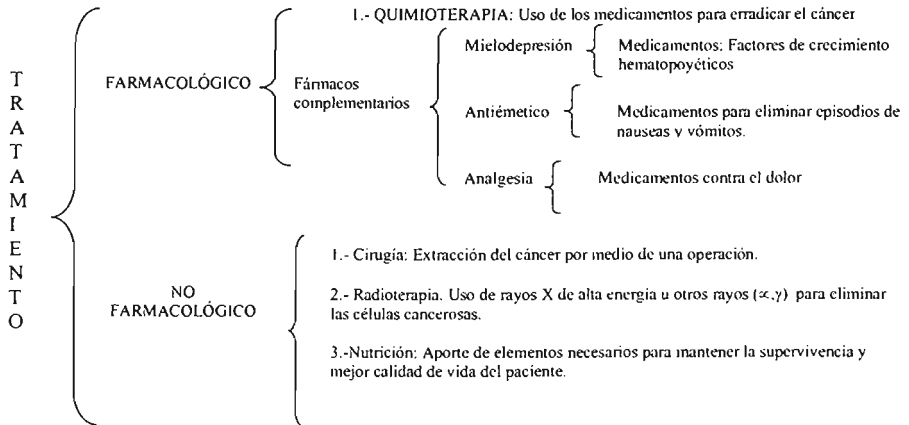 TRATAMIENTO
FARMACOLÓGICO
1.- QUIMIOTERAPIA: Uso de los medicamentos para erradicar el cáncer
Fármacos
complementarios
Mielodepresión
Medicamentos: Factores de crecimiento
hematopoyéticos
Antiémetico
Medicamentos para eliminar episodios de
nauseas y vómitos.
Analgesia
Medicamentos contra el dolor
NO
FARMACOLÓGICO
1.- Cirugía: Extracción del cáncer por medio de una operación.
2.- Radioterapia. Uso de rayos X de alta energia u otros rayos (∝,γ) para eliminar
las células cancerosas.
3.-Nutrición: Aporte de elementos necesarios para mantener la supervivencia y
mejor calidad de vida del paciente.